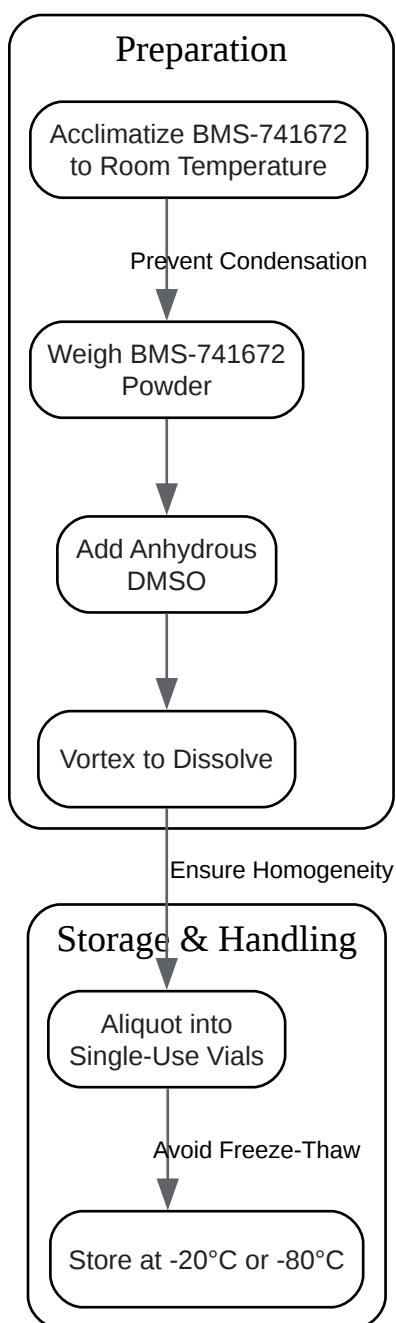 Preparation
Acclimatize BMS-741672
to Room Temperature
Prevent Condensation
Weigh BMS-741672
Powder
Add Anhydrous
DMSO
Vortex to Dissolve
Ensure Homogeneity
Storage & Handling
Aliquot into
Single-Use Vials
Avoid Freeze-Thaw
Store at -20°C or -80°C